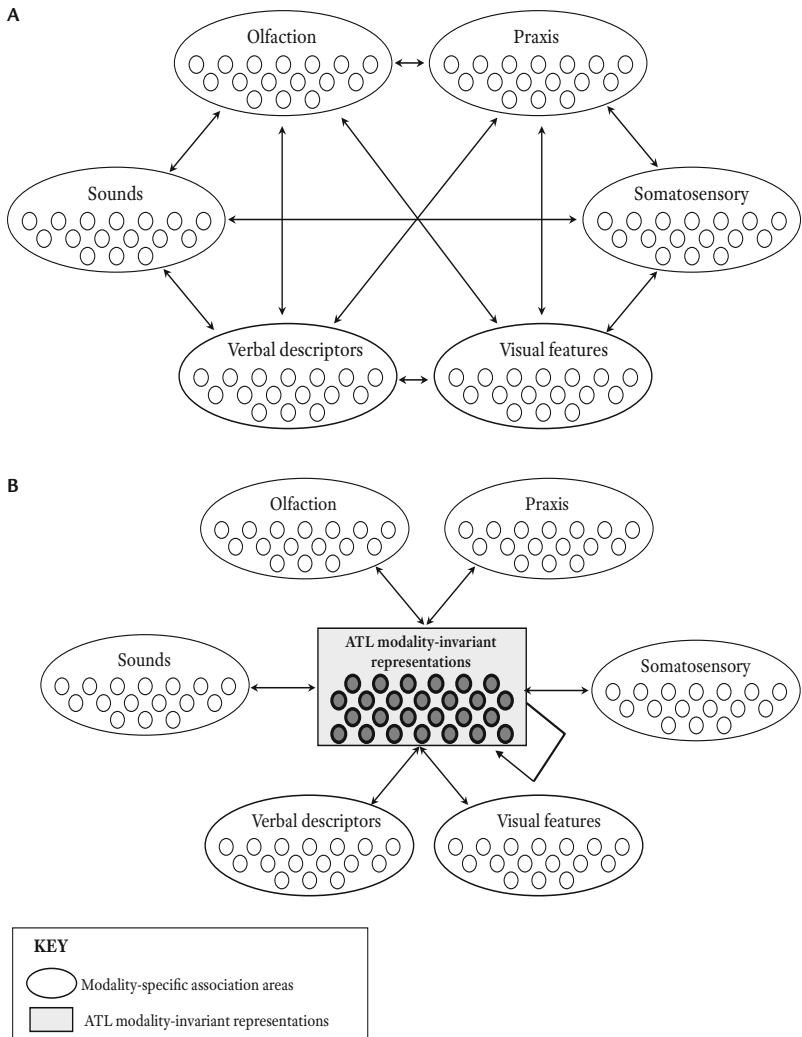 A
Olfaction
Praxis
Sounds
Somatosensory
Verbal descriptors
Visual features
B
Olfaction
Praxis
ATL modality-invariant
representations
Sounds
Somatosensory
Verbal descriptors
Visual features
KEY
Modality-specific association areas
ATL modality-invariant representations